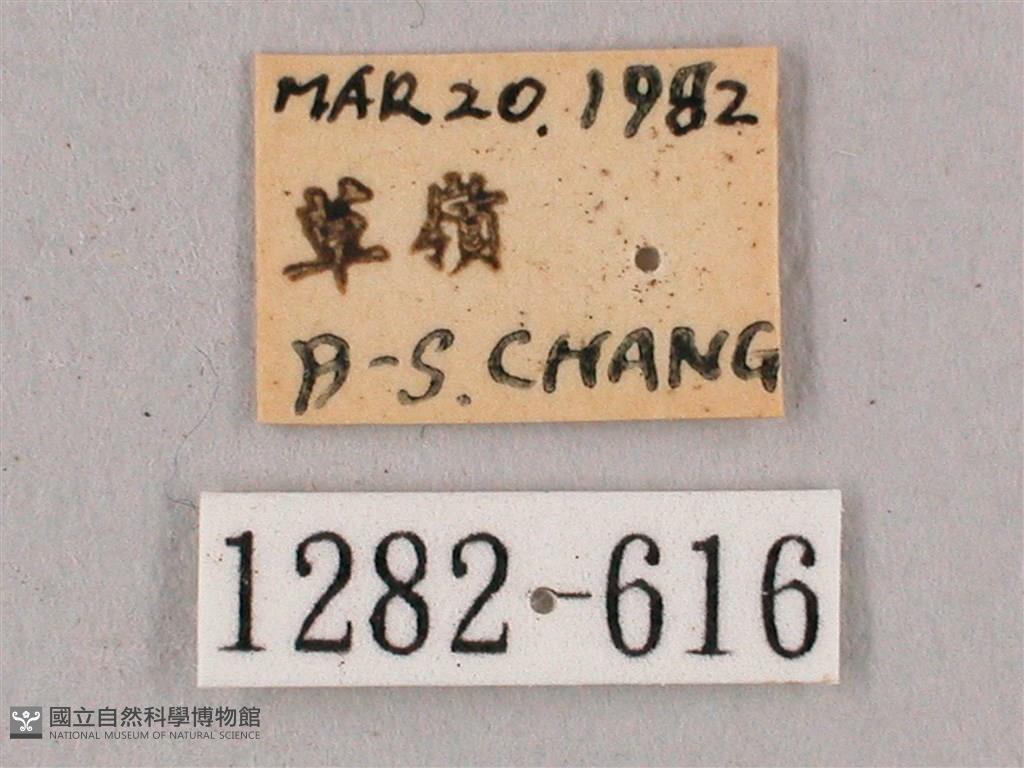 MAR 20. 1982
草嶺
B-S. CHANG
1282-616
國立自然科學博物館
NATIONAL MUSEUM OF NATURAL SCIENCE